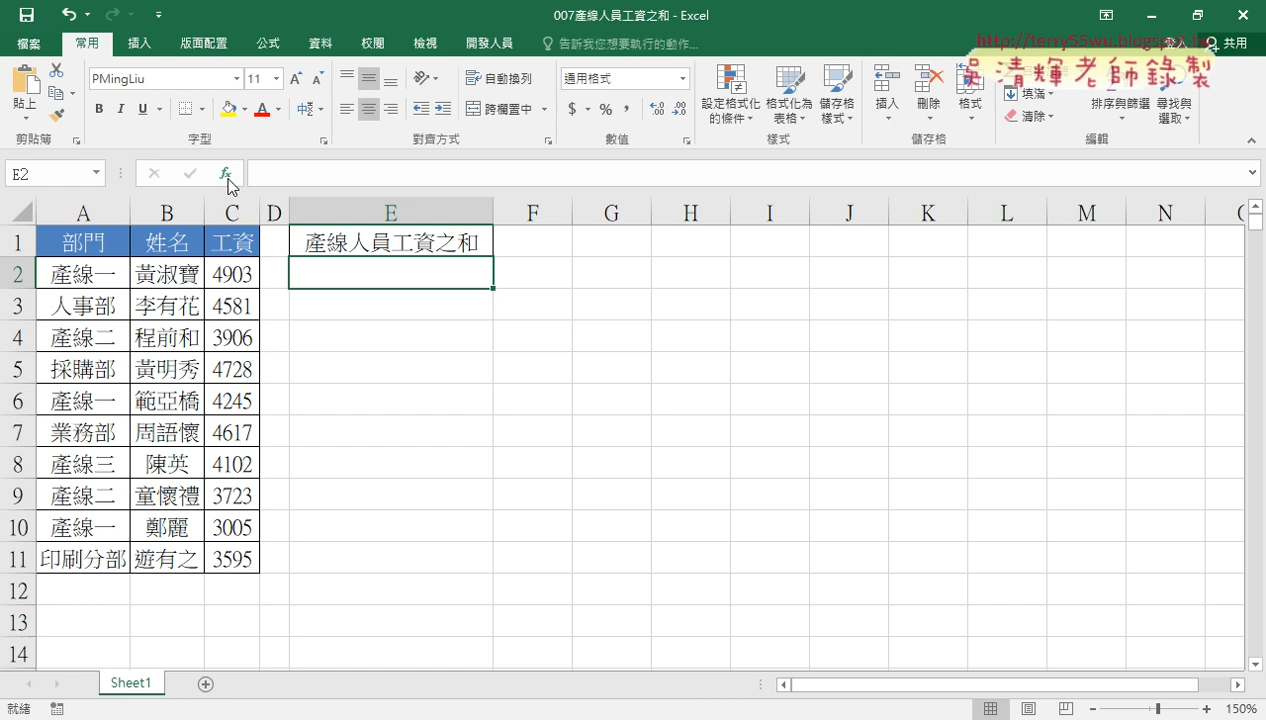 007產線人員工資之和 - Excel
檔案 常用 插入 版面配置 公式 資料 校閱 檢視 開發人員 告訴我您想要執行的動作... 登入 共用
http://terry55wu.blogspot.tw
吳清輝老師錄製
貼上 PMingLiu 11 自動換列 通用格式 設定格式化的條件 格式化為表格 儲存格樣式 插入 刪除 格式 填滿 排序與篩選 尋找與選取
B I U 中 跨欄置中 $ % , 清除
剪貼簿 字型 對齊方式 數值 樣式 儲存格 編輯
E2 fx
A B C D E F G H I J K L M N
1 部門 姓名 工資 產線人員工資之和
2 產線一 黃淑寶 4903
3 人事部 李有花 4581
4 產線二 程前和 3906
5 採購部 黃明秀 4728
6 產線一 範亞橋 4245
7 業務部 周語懷 4617
8 產線三 陳英 4102
9 產線二 童懷禮 3723
10 產線一 鄭麗 3005
11 印刷分部 遊有之 3595
12
13
14
Sheet1
就緒 150%